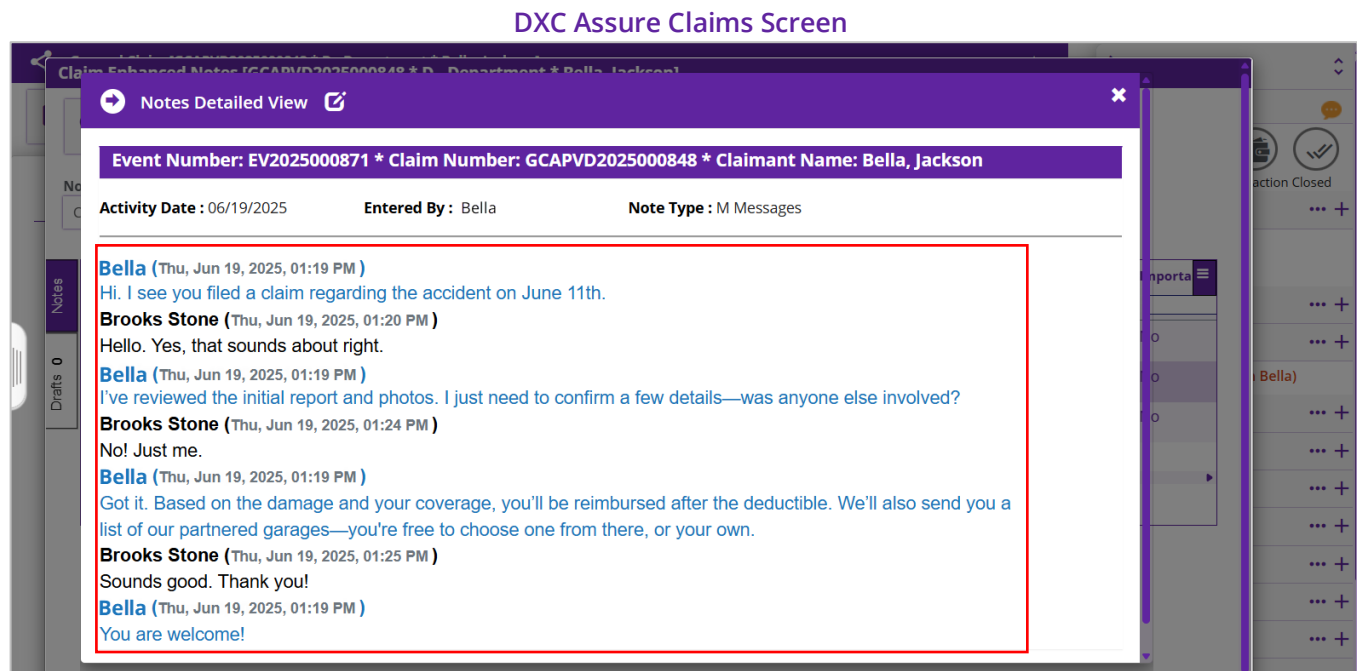 DXC Assure Claims Screen
Claim Enhanced Notes [GCAPVD2025000848 * D - Department * Bella, Jackson]
Notes Detailed View
Event Number: EV2025000871 * Claim Number: GCAPVD2025000848 * Claimant Name: Bella, Jackson
Activity Date : 06/19/2025 Entered By : Bella Note Type : M Messages
Bella (Thu, Jun 19, 2025, 01:19 PM )
Hi. I see you filed a claim regarding the accident on June 11th.
Brooks Stone (Thu, Jun 19, 2025, 01:20 PM )
Hello. Yes, that sounds about right.
Bella (Thu, Jun 19, 2025, 01:19 PM )
I’ve reviewed the initial report and photos. I just need to confirm a few details—was anyone else involved?
Brooks Stone (Thu, Jun 19, 2025, 01:24 PM )
No! Just me.
Bella (Thu, Jun 19, 2025, 01:19 PM )
Got it. Based on the damage and your coverage, you’ll be reimbursed after the deductible. We’ll also send you a
list of our partnered garages—you're free to choose one from there, or your own.
Brooks Stone (Thu, Jun 19, 2025, 01:25 PM )
Sounds good. Thank you!
Bella (Thu, Jun 19, 2025, 01:19 PM )
You are welcome!
Notes
Drafts 0
action Closed
Importa
Bella)